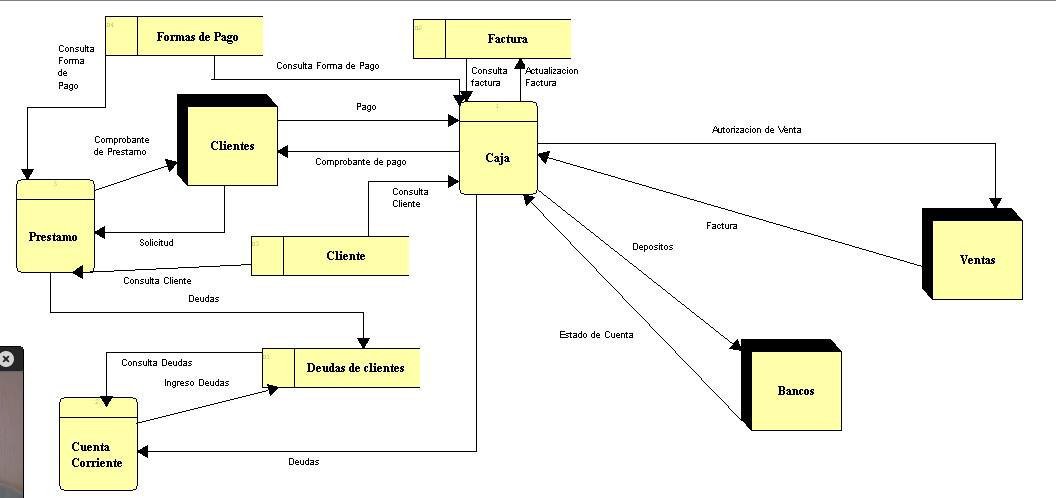 Formas de Pago
Factura
Consulta
Forma
de
Pago
Consulta Forma de Pago
Consulta
factura
Actualizacion
Factura
Pago
Clientes
Comprobante
de Prestamo
Comprobante de pago
Caja
Autorizacion de Venta
Consulta
Cliente
Prestamo
Solicitud
Cliente
Factura
Depositos
Ventas
Consulta Cliente
Deudas
Estado de Cuenta
Consulta Deudas
Deudas de clientes
Ingreso Deudas
Bancos
Cuenta
Corriente
Deudas